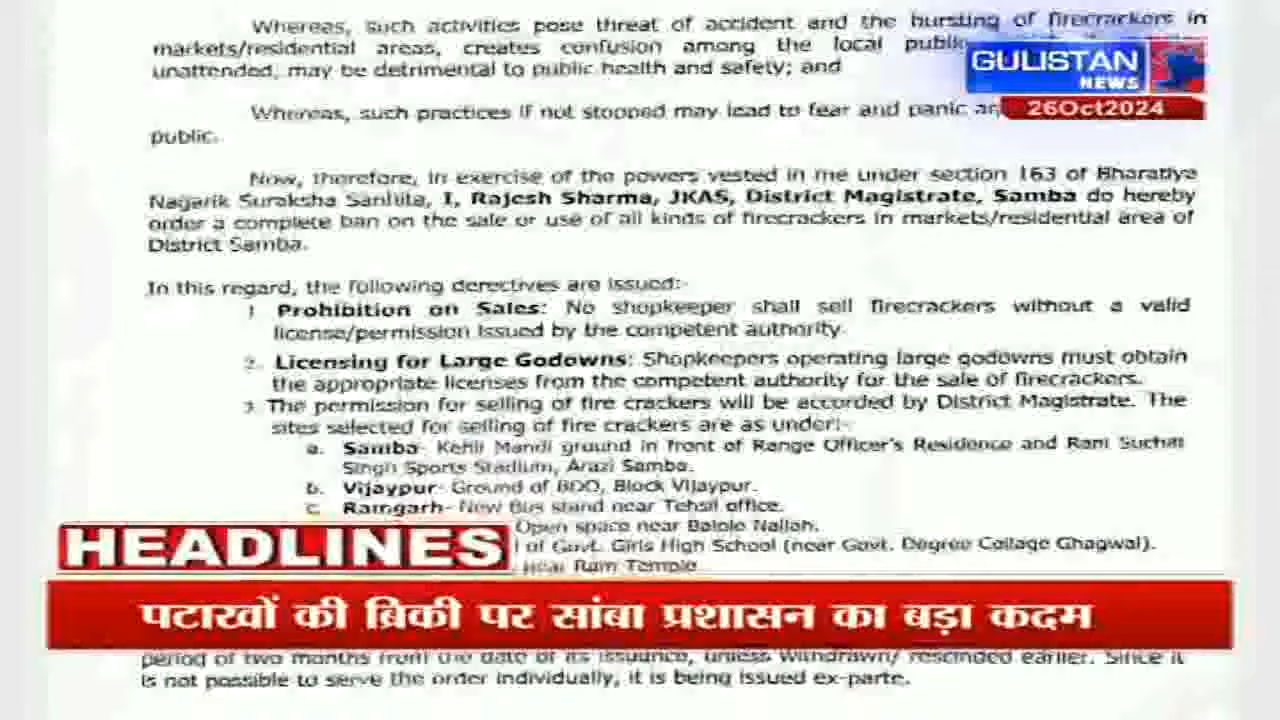 Whereas, such activities pose threat of accident and the bursting of firecrackers in
markets/residential areas, creates confusion among the local public
unattended, may be detrimental to public health and safety; and
Whereas, such practices if not stopped may lead to fear and panic
public.
Now, therefore, in exercise of the powers vested in me under section 163 of Bharatiya
Nagarik Suraksha Sanhita, I, Rajesh Sharma, JKAS, District Magistrate, Samba do hereby
order a complete ban on the sale or use of all kinds of firecrackers in markets/residential area of
District Samba.
In this regard, the following derectives are issued:-
1. Prohibition on Sales: No shopkeeper shall sell firecrackers without a valid
license/permission issued by the competent authority.
2. Licensing for Large Godowns: Shopkeepers operating large godowns must obtain
the appropriate licenses from the competent authority for the sale of firecrackers.
3. The permission for selling of fire crackers will be accorded by District Magistrate. The
sites selected for selling of fire crackers are as under:-
a. Samba- Kehli Mandi ground in front of Range Officer's Residence and Ram Suchat
Singh Sports Stadium, Arazi Samba.
b. Vijaypur- Ground of BDO, Block Vijaypur.
c. Ramgarh- New Bus stand near Tehsil office.
Open space near Balole Nallah.
of Govt. Girls High School (near Govt. Degree Collage Ghagwal).
near Ram Temple
period of two months from the date of its issuance, unless withdrawn/ rescinded earlier. Since it
is not possible to serve the order individually, it is being issued ex-parte.
GULISTAN
NEWS
26Oct2024
HEADLINES
पटाखों की ब्रिकी पर सांबा प्रशासन का बड़ा कदम